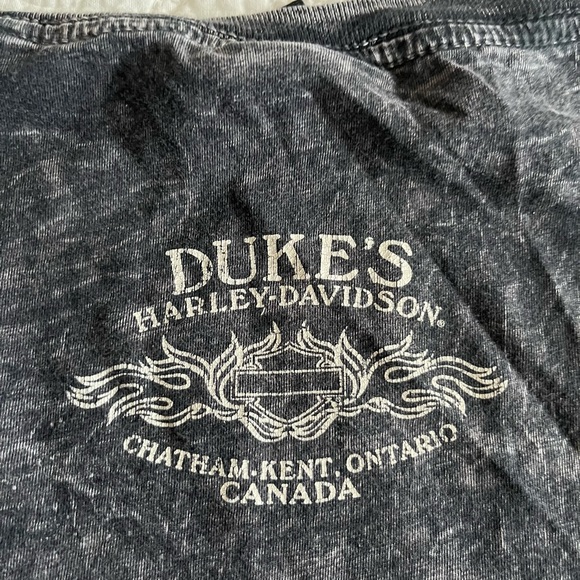 DUKE'S
HARLEY-DAVIDSON®
CHATHAM-KENT, ONTARIO
CANADA